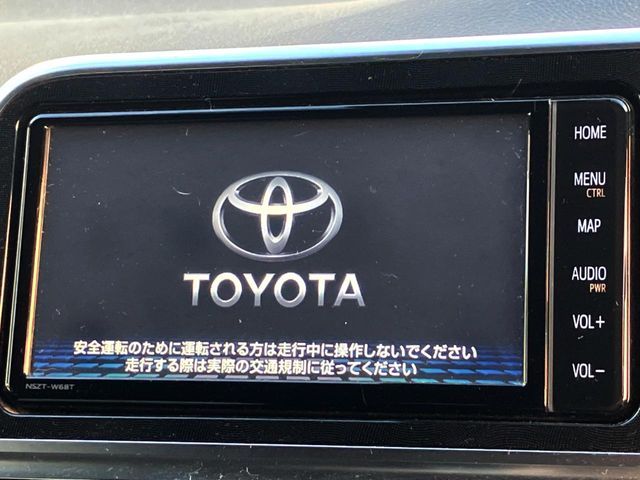 TOYOTA
安全運転のために運転される方は走行中に操作しないでください
走行する際は実際の交通規制に従ってください
NSZT-W68T
HOME
MENU
CTRL
MAP
AUDIO
PWR
VOL+
VOL-